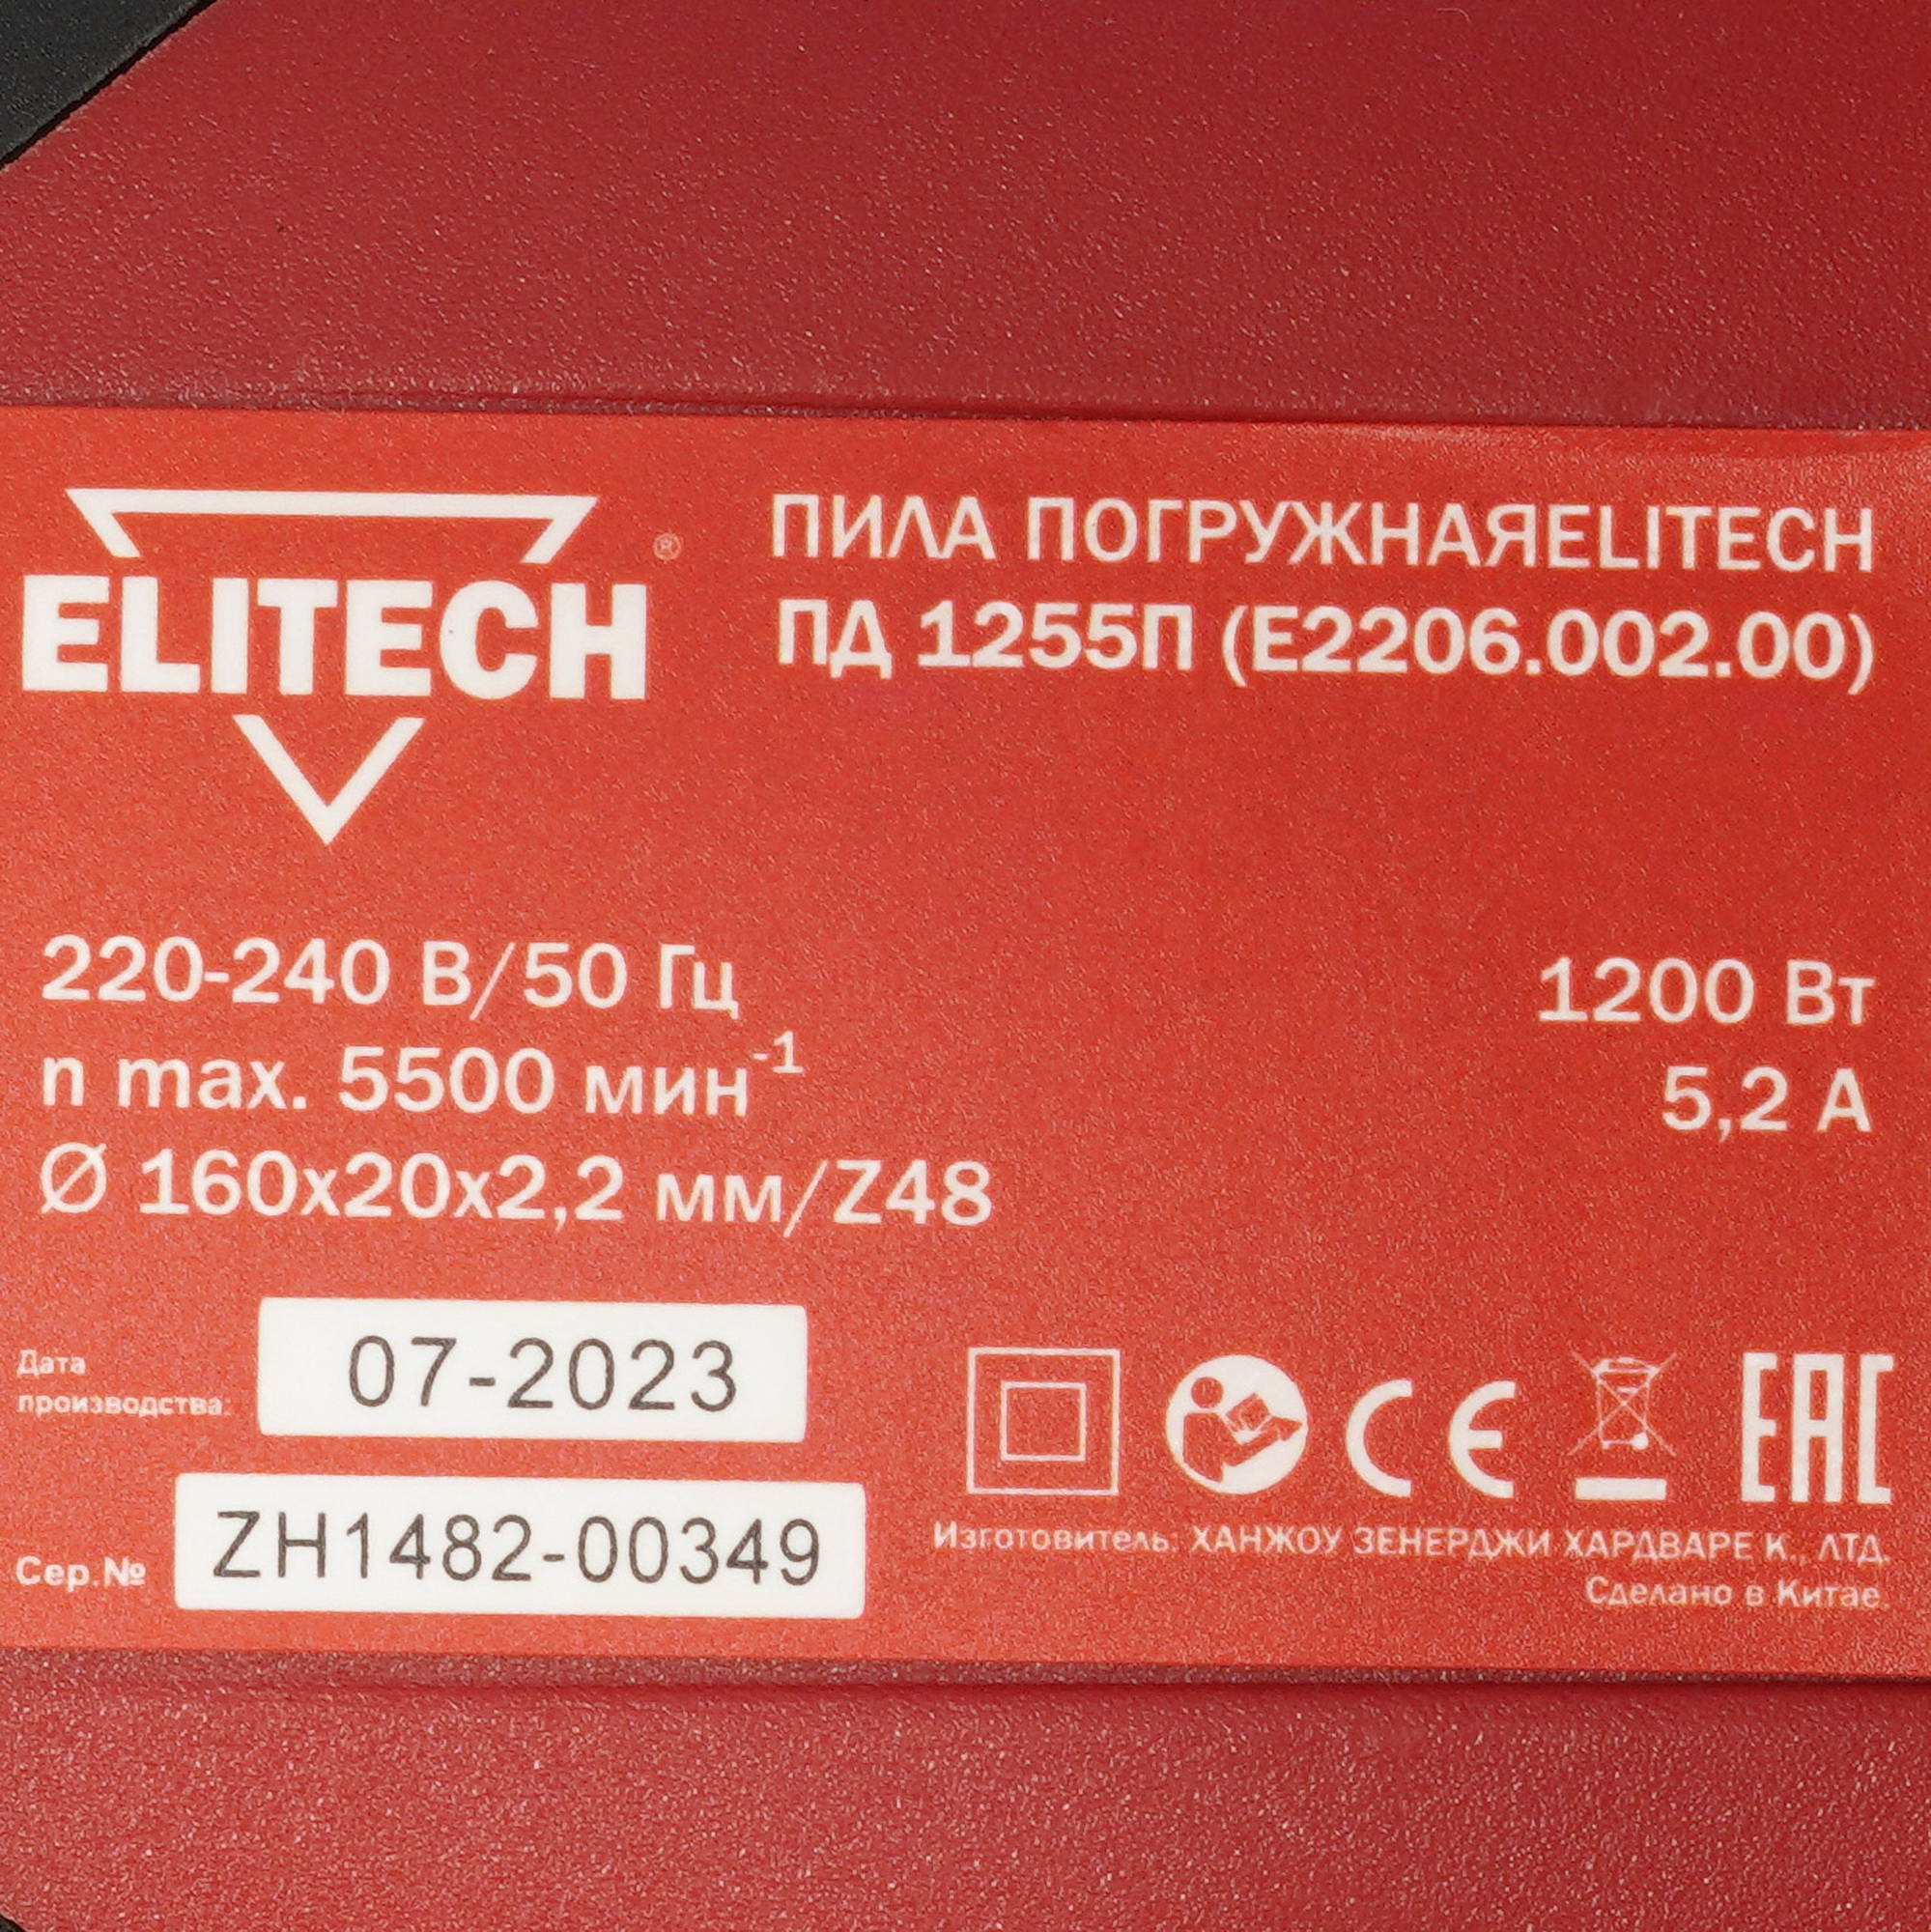 ELITECH ®
ПИЛА ПОГРУЖНАЯELITECH
ПД 1255П (E2206.002.00)
220-240 В/50 Гц
1200 Вт
n max. 5500 мин⁻¹
5,2 А
Ø 160x20x2,2 мм/Z48
Дата
производства:
07-2023
CE
EAC
Сер.№
ZH1482-00349
Изготовитель: ХАНЖОУ ЗЕНЕРДЖИ ХАРДВАРЕ К., ЛТД.
Сделано в Китае.